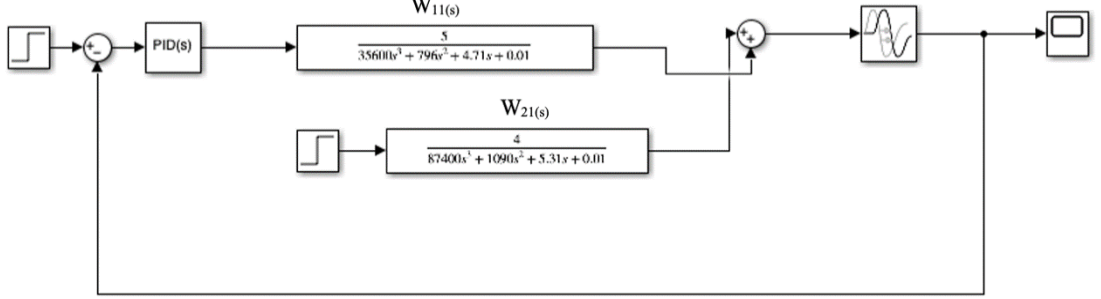 W11(s)
PID(s)
5
35600s³ + 796s² + 4.71s + 0.01
W21(s)
4
87400s³ + 1090s² + 5.31s + 0.01